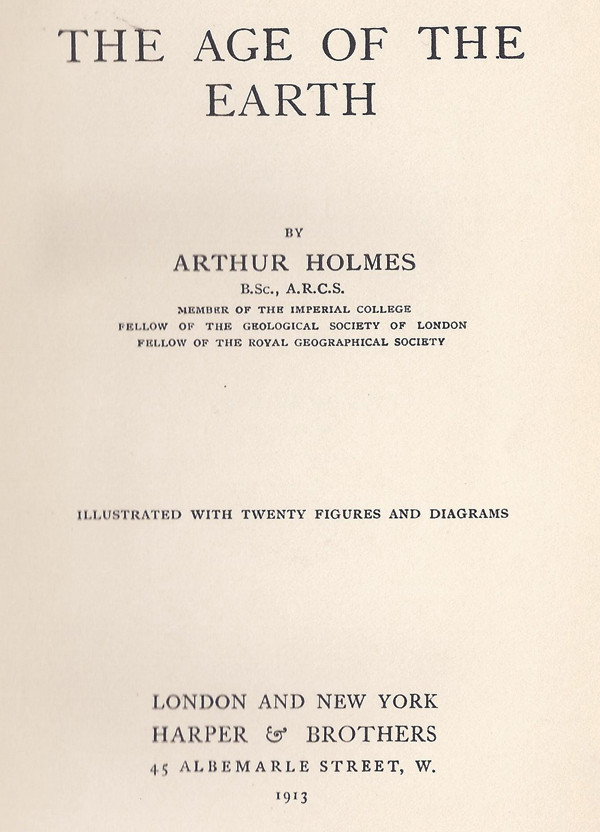 THE AGE OF THE
EARTH
BY
ARTHUR HOLMES
B.Sc., A.R.C.S.
MEMBER OF THE IMPERIAL COLLEGE
FELLOW OF THE GEOLOGICAL SOCIETY OF LONDON
FELLOW OF THE ROYAL GEOGRAPHICAL SOCIETY
ILLUSTRATED WITH TWENTY FIGURES AND DIAGRAMS
LONDON AND NEW YORK
HARPER & BROTHERS
45 ALBEMARLE STREET, W.
1913